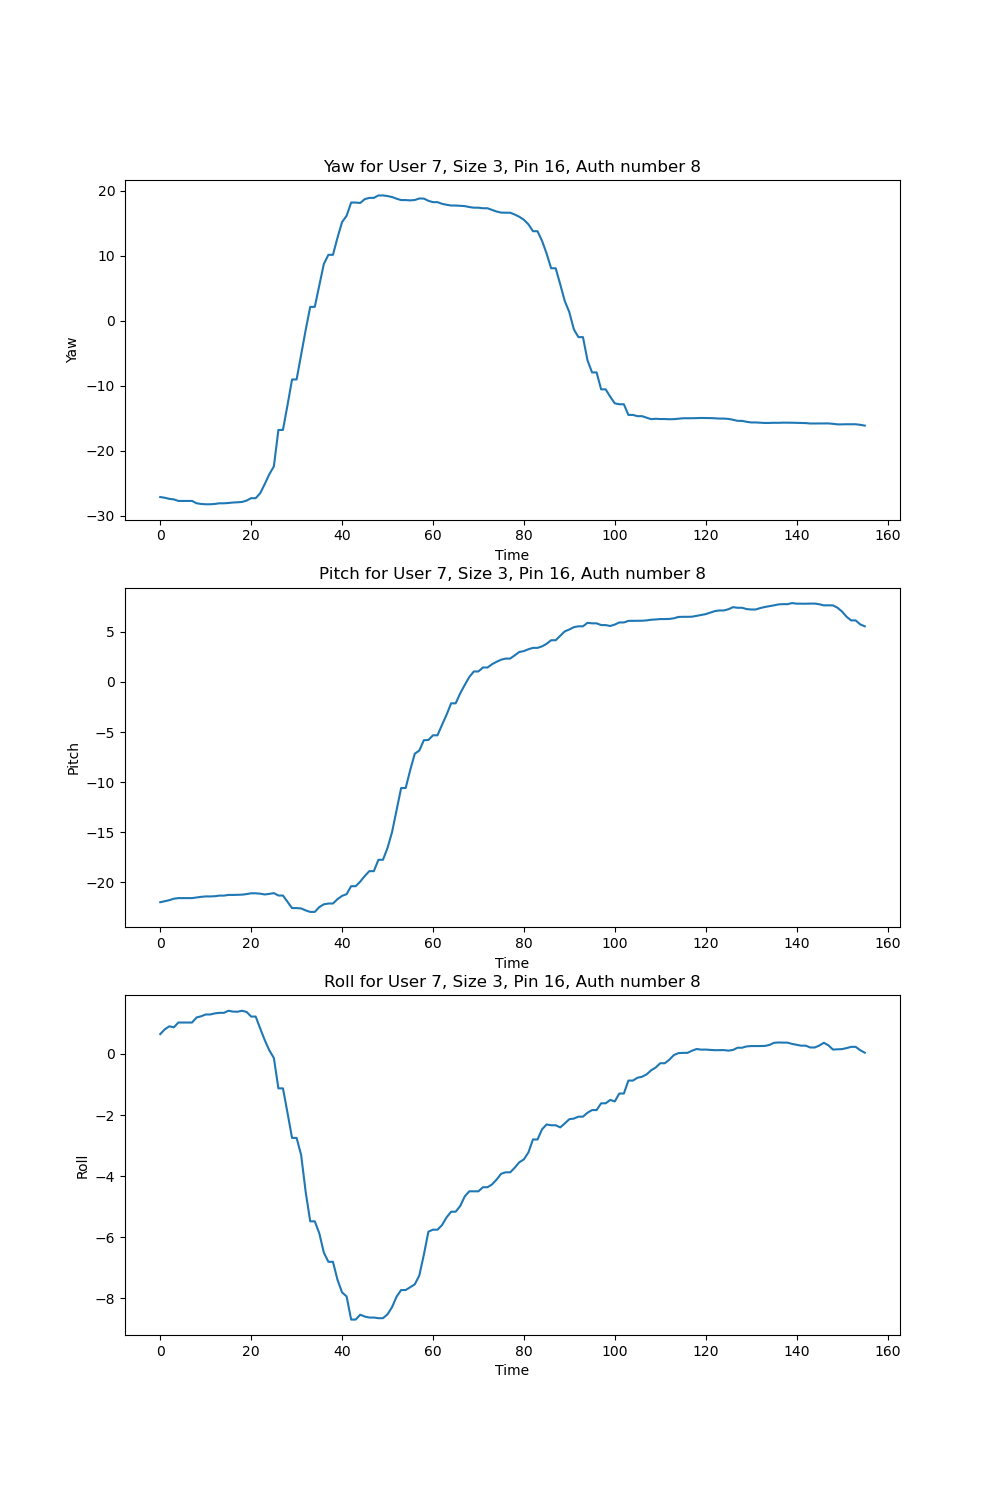 Yaw for User 7, Size 3, Pin 16, Auth number 8
20
10
0
−10
−20
−30
Yaw
0 20 40 60 80 100 120 140 160
Time
Pitch for User 7, Size 3, Pin 16, Auth number 8
5
0
−5
−10
−15
−20
Pitch
0 20 40 60 80 100 120 140 160
Time
Roll for User 7, Size 3, Pin 16, Auth number 8
0
−2
−4
−6
−8
Roll
0 20 40 60 80 100 120 140 160
Time